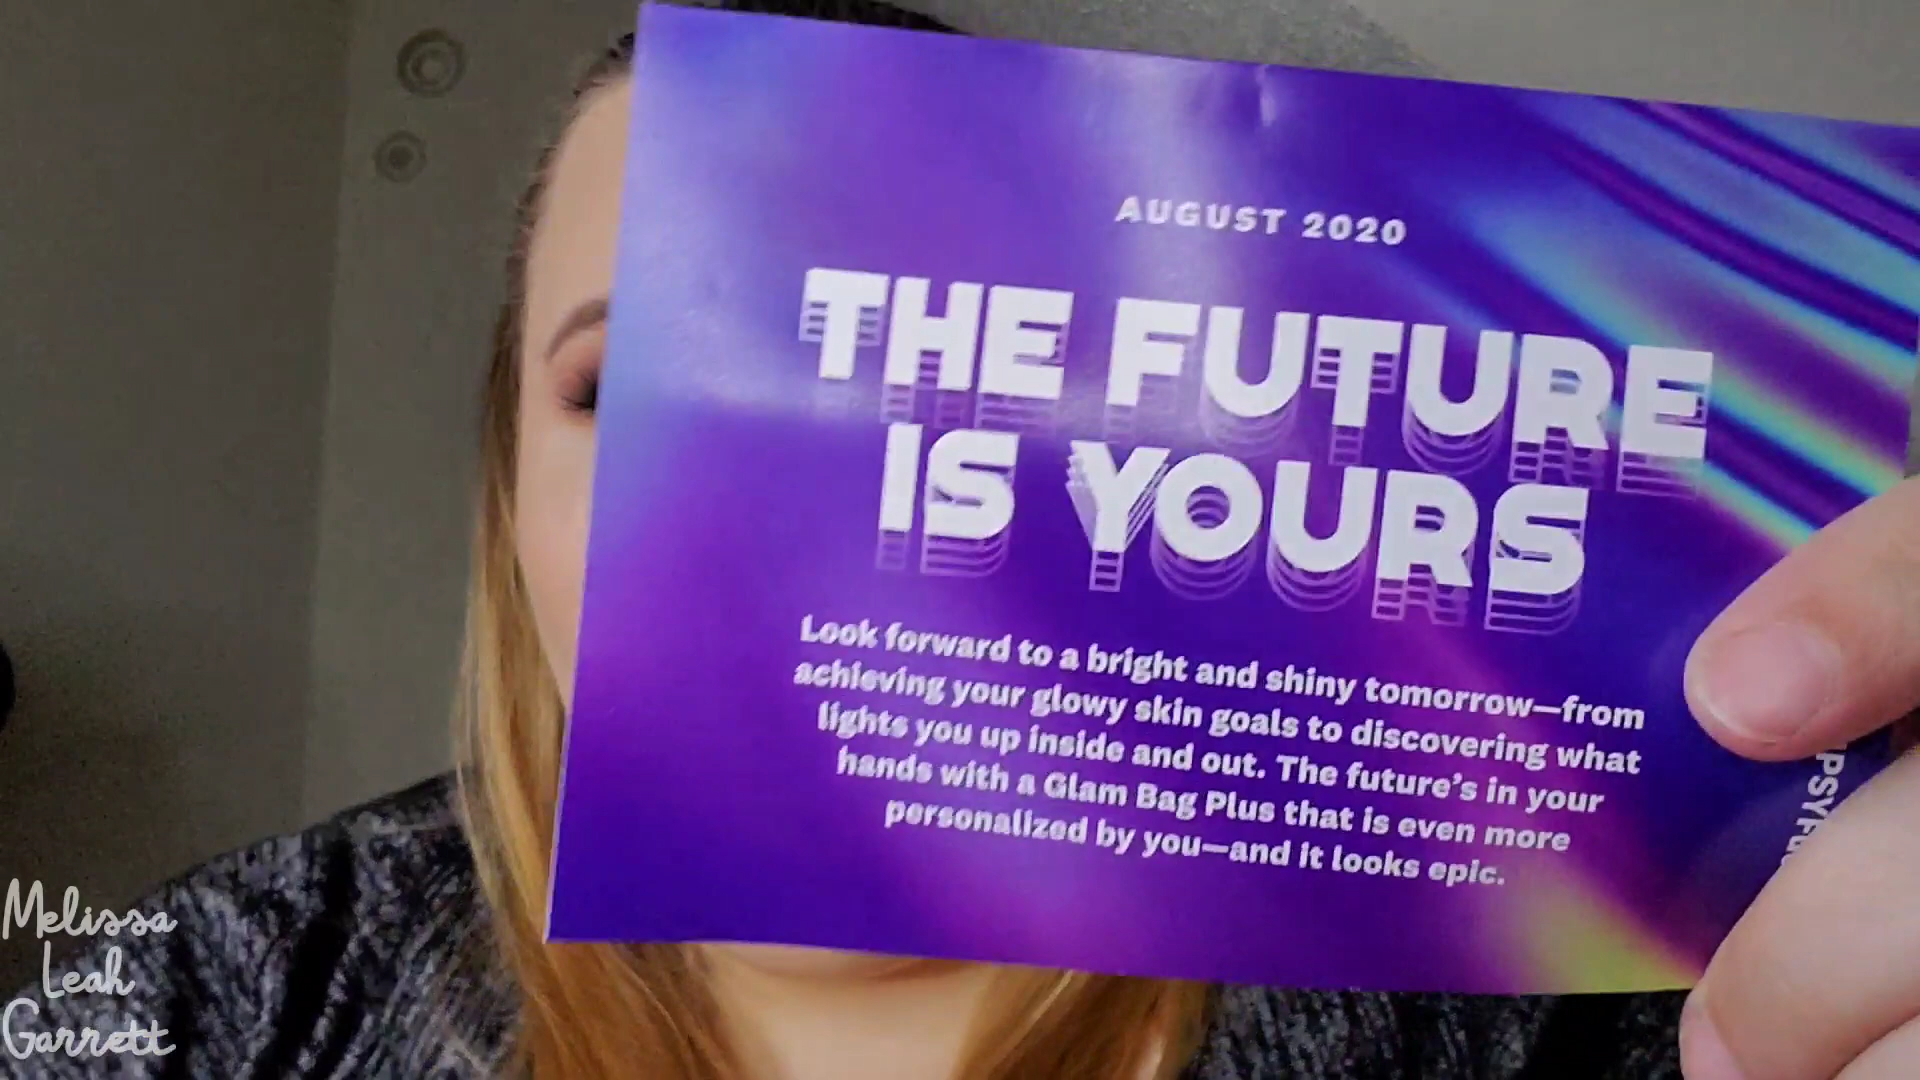 AUGUST 2020
THE FUTURE
IS YOURS
Look forward to a bright and shiny tomorrow—from
achieving your glowy skin goals to discovering what
lights you up inside and out. The future's in your
hands with a Glam Bag Plus that is even more
personalized by you—and it looks epic.
Melissa
Leah
Garrett